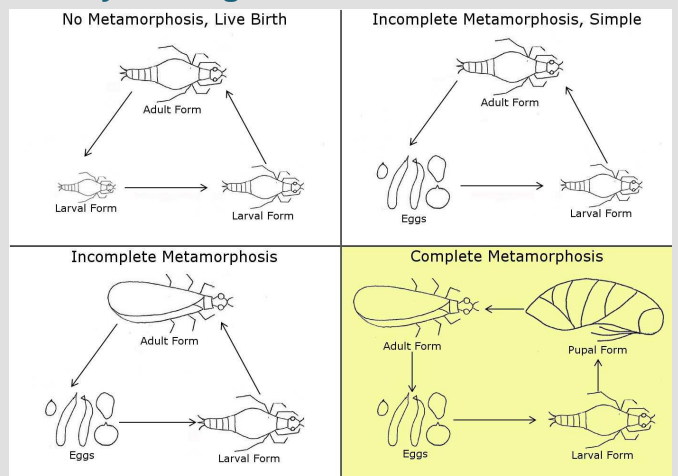 No Metamorphosis, Live Birth
Adult Form
Larval Form
Larval Form
Incomplete Metamorphosis, Simple
Adult Form
Eggs
Larval Form
Incomplete Metamorphosis
Adult Form
Eggs
Larval Form
Complete Metamorphosis
Adult Form
Pupal Form
Eggs
Larval Form